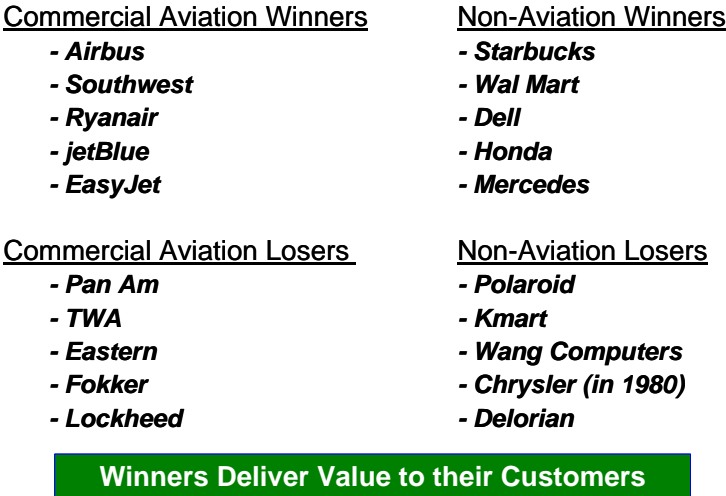 Commercial Aviation Winners
- Airbus
- Southwest
- Ryanair
- jetBlue
- EasyJet
Non-Aviation Winners
- Starbucks
- Wal Mart
- Dell
- Honda
- Mercedes
Commercial Aviation Losers
- Pan Am
- TWA
- Eastern
- Fokker
- Lockheed
Non-Aviation Losers
- Polaroid
- Kmart
- Wang Computers
- Chrysler (in 1980)
- Delorian
Winners Deliver Value to their Customers